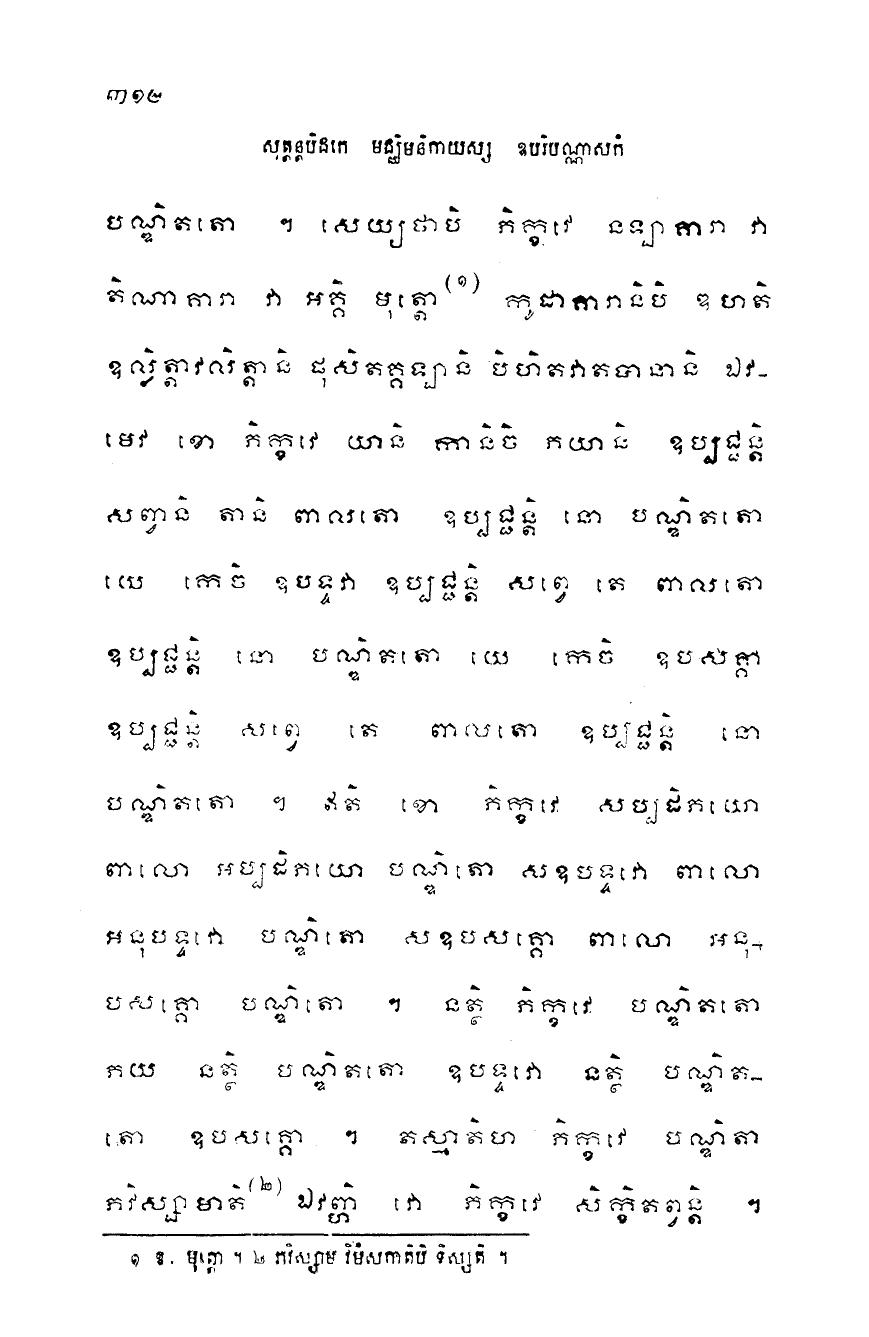 ៣១២
សុត្តន្តបិដកេ មជ្ឈិមនិកាយស្ស ឧបរិបណ្ណាសកំ
បណ្ឌិតតោ ។ សេយ្យថាបិ ភិក្ខវេ នឡាគារា វា
តិណាគារា វា អគ្គិ មុត្តោ(១) កូដាគារានិបិ ឌហតិ
ឧល្លិត្តាវលិត្តានិ ផុសិតគ្គឡានិ បិហិតវាតបានានិ ឯវ-
មេវ ខោ ភិក្ខវេ យានិ កានិចិ ភយានិ ឧប្បជ្ជន្តិ
សព្វានិ តានិ ពាលតោ ឧប្បជ្ជន្តិ នោ បណ្ឌិតតោ
យេ កេចិ ឧបទ្ទវា ឧប្បជ្ជន្តិ សព្វេ តេ ពាលតោ
ឧប្បជ្ជន្តិ នោ បណ្ឌិតតោ យេ កេចិ ឧបសគ្គា
ឧប្បជ្ជន្តិ សព្វេ តេ ពាលតោ ឧប្បជ្ជន្តិ នោ
បណ្ឌិតតោ ។ ឥតិ ខោ ភិក្ខវេ សប្បដិភយោ
ពាលោ អប្បដិភយោ បណ្ឌិតោ សឧបទ្ទវោ ពាលោ
អនុបទ្ទវោ បណ្ឌិតោ សឧបសគ្គោ ពាលោ អនុ-
បសគ្គោ បណ្ឌិតោ ។ នត្ថិ ភិក្ខវេ បណ្ឌិតតោ
ភយ នត្ថិ បណ្ឌិតតោ ឧបទ្ទវោ នត្ថិ បណ្ឌិត-
តោ ឧបសគ្គោ ។ តស្មាតិហ ភិក្ខវេ បណ្ឌិតា
ភវិស្សាមាតិ(២) ឯវញ្ហិ វោ ភិក្ខវេ សិក្ខិតព្វន្តិ ។
១ ឱ. មុត្តោ ។ ២ ភវិស្សាម វីមំសកាតិបិ ទិស្សតិ ។